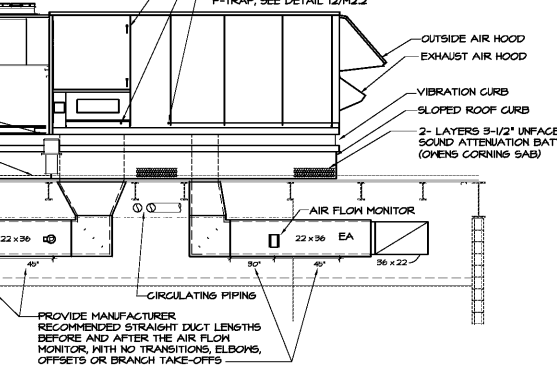 P-TRAP, SEE DETAIL 12/M2.2
OUTSIDE AIR HOOD
EXHAUST AIR HOOD
VIBRATION CURB
SLOPED ROOF CURB
2- LAYERS 3-1/2" UNFACE
SOUND ATTENUATION BAT
(OWENS CORNING SAB)
AIR FLOW MONITOR
22 x 36
22 x 36
EA
36 x 22
45"
30"
45"
CIRCULATING PIPING
PROVIDE MANUFACTURER
RECOMMENDED STRAIGHT DUCT LENGTHS
BEFORE AND AFTER THE AIR FLOW
MONITOR, WITH NO TRANSITIONS, ELBOWS,
OFFSETS OR BRANCH TAKE-OFFS